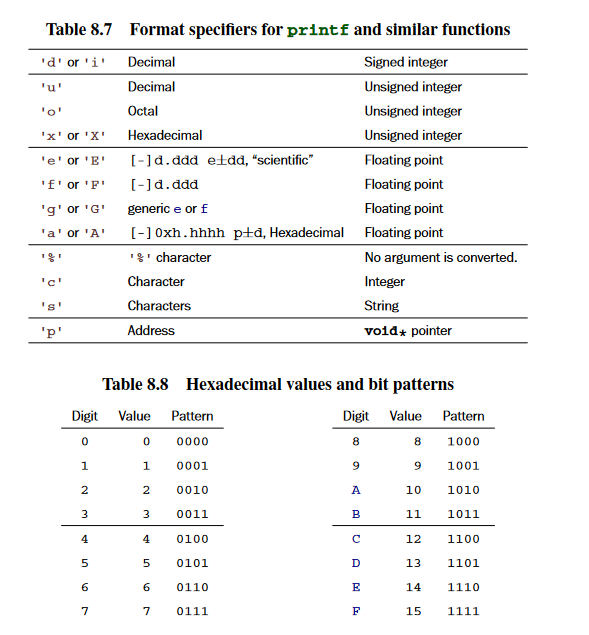 Table 8.7 Format specifiers for printf and similar functions
'd' or 'i' Decimal Signed integer
'u' Decimal Unsigned integer
'o' Octal Unsigned integer
'x' or 'X' Hexadecimal Unsigned integer
'e' or 'E' [-]d.ddd e±dd, “scientific” Floating point
'f' or 'F' [-]d.ddd Floating point
'g' or 'G' generic e or f Floating point
'a' or 'A' [-]0xh.hhhh p±d, Hexadecimal Floating point
'%' '%' character No argument is converted.
'c' Character Integer
's' Characters String
'p' Address void* pointer
Table 8.8 Hexadecimal values and bit patterns
Digit Value Pattern Digit Value Pattern
0 0 0000 8 8 1000
1 1 0001 9 9 1001
2 2 0010 A 10 1010
3 3 0011 B 11 1011
4 4 0100 C 12 1100
5 5 0101 D 13 1101
6 6 0110 E 14 1110
7 7 0111 F 15 1111